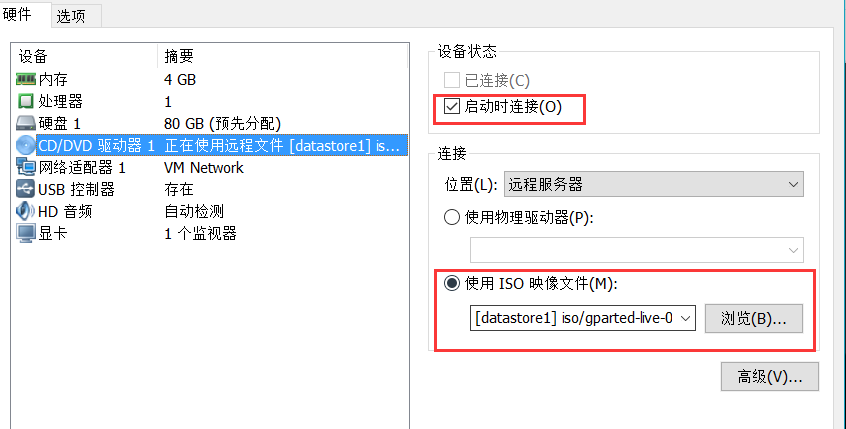 硬件 选项
设备 摘要
内存 4 GB
处理器 1
硬盘 1 80 GB (预先分配)
CD/DVD 驱动器 1 正在使用远程文件 [datastore1] is...
网络适配器 1 VM Network
USB 控制器 存在
HD 音频 自动检测
显卡 1 个监视器
设备状态
已连接(C)
启动时连接(O)
连接
位置(L): 远程服务器
使用物理驱动器(P):
使用 ISO 映像文件(M):
[datastore1] iso/gparted-live-0 浏览(B)...
高级(V)...